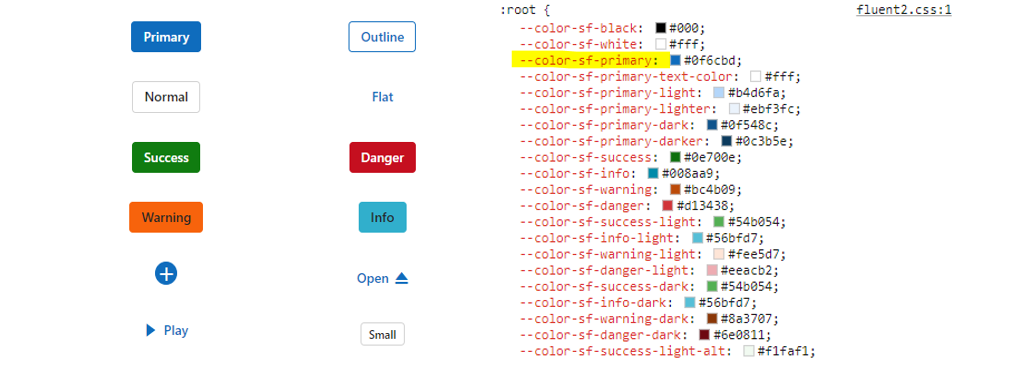 Primary
Outline
Normal
Flat
Success
Danger
Warning
Info
Open
Play
Small
:root {
fluent2.css:1
--color-sf-black: #000;
--color-sf-white: #fff;
--color-sf-primary: #0f6cbd;
--color-sf-primary-text-color: #fff;
--color-sf-primary-light: #b4d6fa;
--color-sf-primary-lighter: #ebf3fc;
--color-sf-primary-dark: #0f548c;
--color-sf-primary-darker: #0c3b5e;
--color-sf-success: #0e700e;
--color-sf-info: #008aa9;
--color-sf-warning: #bc4b09;
--color-sf-danger: #d13438;
--color-sf-success-light: #54b054;
--color-sf-info-light: #56bfd7;
--color-sf-warning-light: #fee5d7;
--color-sf-danger-light: #eeacb2;
--color-sf-success-dark: #54b054;
--color-sf-info-dark: #56bfd7;
--color-sf-warning-dark: #8a3707;
--color-sf-danger-dark: #6e0811;
--color-sf-success-light-alt: #f1faf1;